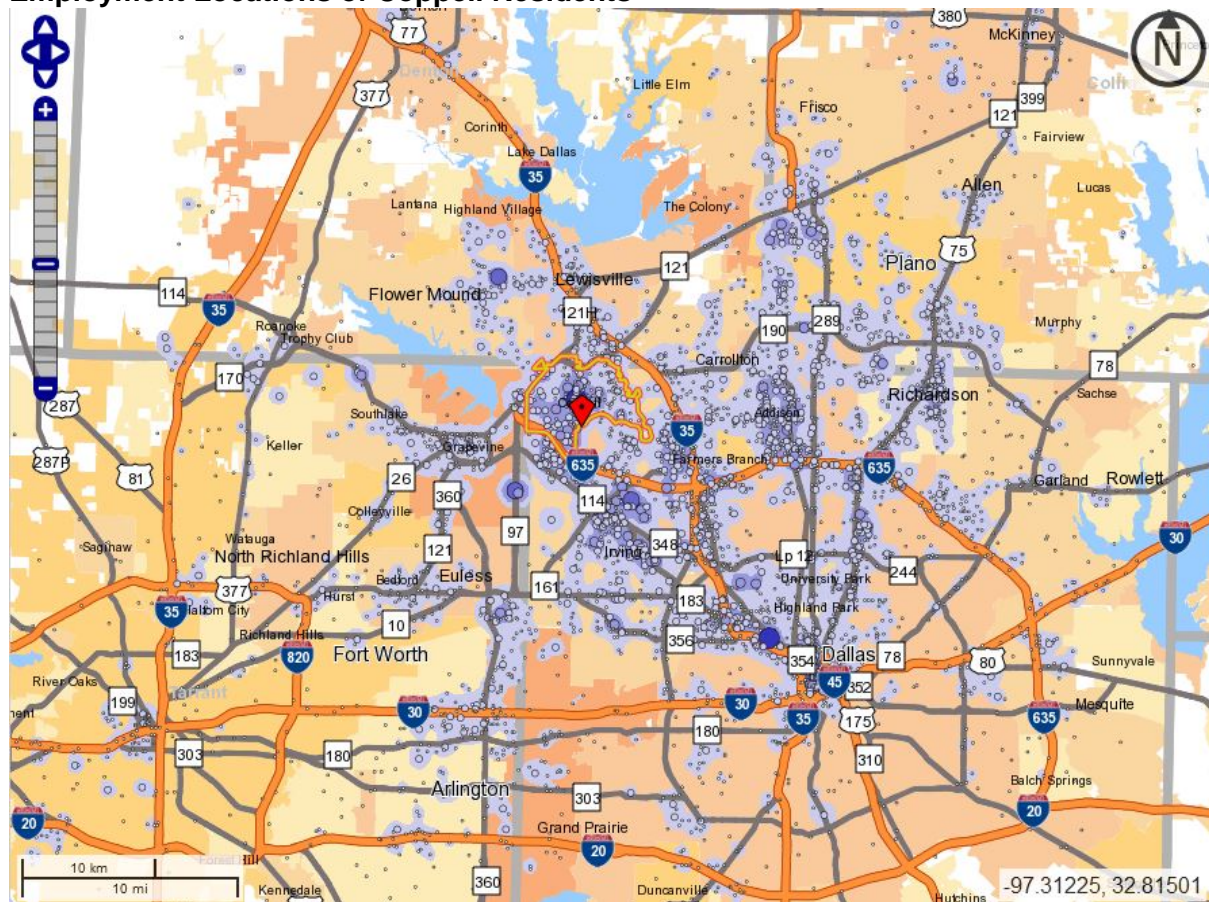 Employment Locations of Coppell Residents
380
77
McKinney
N
377
Little Elm
Frisco
399
121
Corinth
Fairview
Lake Dallas
35
Allen
Lucas
Lantana
Highland Village
The Colony
75
Plano
121
Lewisville
114
Flower Mound
35
121H
Roanoke
190
289
Murphy
Trophy Club
Carrollton
78
170
287
Richardson
Sachse
Southlake
Addison
35
Keller
Grapevine
287P
635
Farmers Branch
635
81
26
Garland
Rowlett
360
114
Colleyville
97
30
Watauga
121
Saginaw
North Richland Hills
Irving
348
Lp 12
244
377
Bedford
Euless
161
University Park
Hurst
183
35
Haltom City
Highland Park
10
Richland Hills
356
183
820
Fort Worth
354
Dallas
78
80
Sunnyvale
River Oaks
Tarrant
45
352
199
30
30
Mesquite
35
175
635
303
180
180
310
Balch Springs
Arlington
303
20
20
Grand Prairie
20
Forest Hill
10 km
10 mi
360
Kennedale
Duncanville
Hutchins
-97.31225, 32.81501